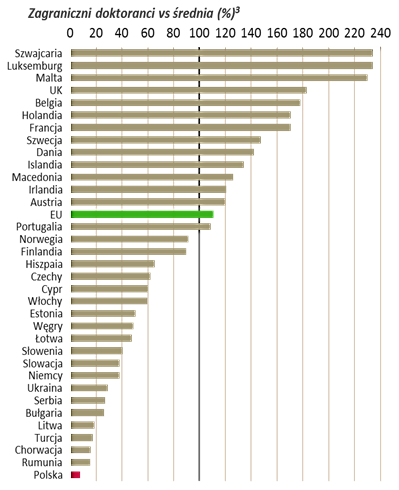 Zagraniczni doktoranci vs średnia (%)³
0 20 40 60 80 100 120 140 160 180 200 220 240
Szwajcaria
Luksemburg
Malta
UK
Belgia
Holandia
Francja
Szwecja
Dania
Islandia
Macedonia
Irlandia
Austria
EU
Portugalia
Norwegia
Finlandia
Hiszpaia
Czechy
Cypr
Włochy
Estonia
Węgry
Łotwa
Słowenia
Slowacja
Niemcy
Ukraina
Serbia
Bułgaria
Litwa
Turcja
Chorwacja
Rumunia
Polska